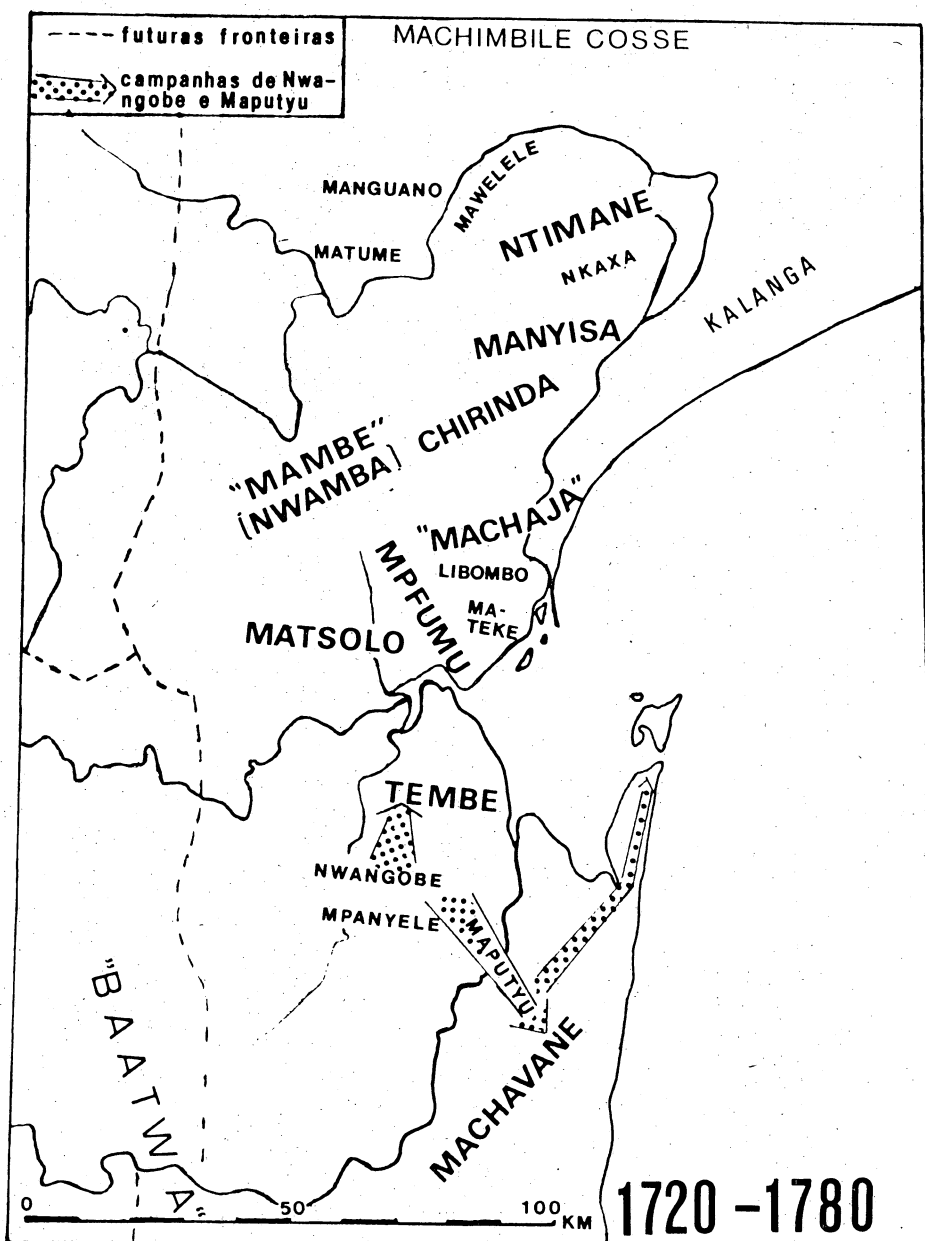 futuras fronteiras
campanhas de Nwa-
ngobe e Maputyu
MACHIMBILE COSSE
MANGUANO
MAWELELE
NTIMANE
MATUME
NKAXA
KALANGA
MANYISA
CHIRINDA
"MAMBE"
(NWAMBA)
"MACHAJA"
MPFUMU
LIBOMBO
MA-
TEKE
MATSOLO
TEMBE
NWANGOBE
MPANYELE
MAPUTYU
"BAATWA"
MACHAVANE
0 50 100 KM
1720-1780